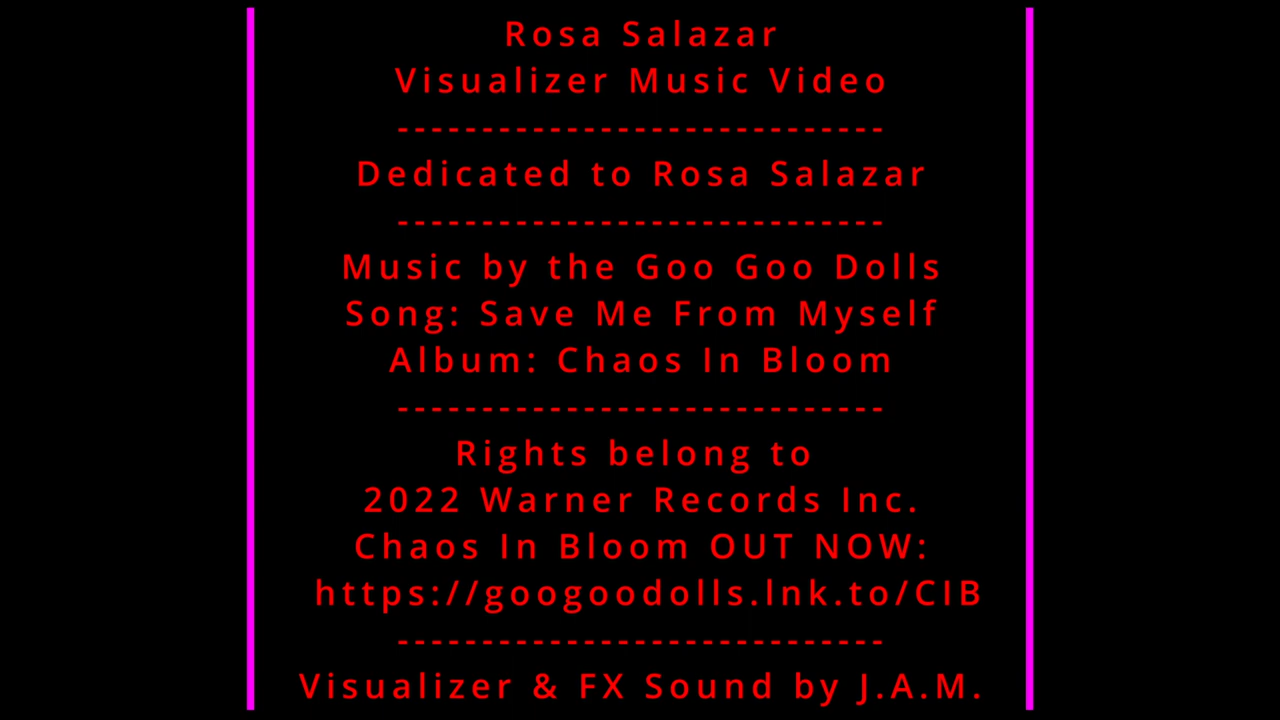 Rosa Salazar
Visualizer Music Video
-----------------------------
Dedicated to Rosa Salazar
-----------------------------
Music by the Goo Goo Dolls
Song: Save Me From Myself
Album: Chaos In Bloom
-----------------------------
Rights belong to
2022 Warner Records Inc.
Chaos In Bloom OUT NOW:
https://googoodolls.lnk.to/CIB
-----------------------------
Visualizer & FX Sound by J.A.M.